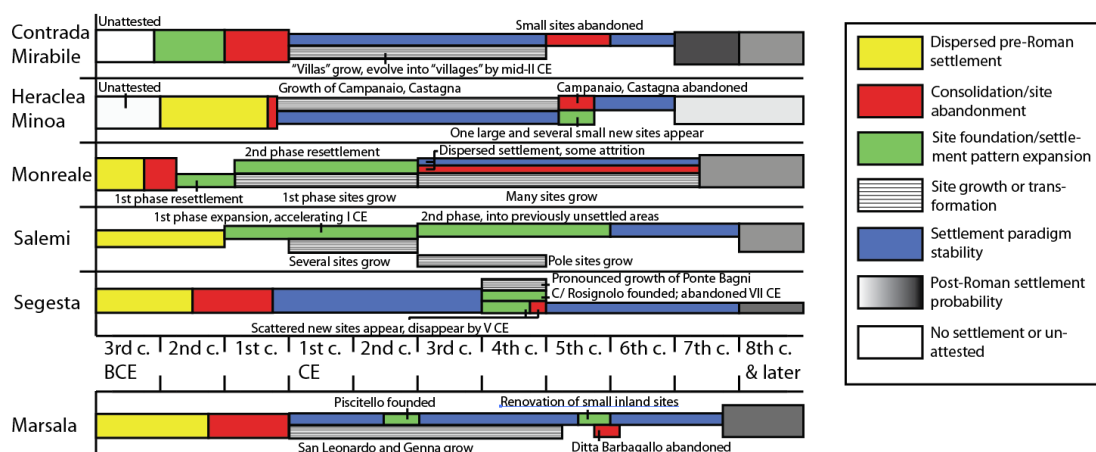 Unattested
Small sites abandoned
Contrada
Mirabile
"Villas" grow, evolve into "villages" by mid-II CE
Unattested
Growth of Campanaio, Castagna
Campanaio, Castagna abandoned
Heraclea
Minoa
One large and several small new sites appear
2nd phase resettlement
Dispersed settlement, some attrition
Monreale
1st phase resettlement
1st phase sites grow
Many sites grow
1st phase expansion, accelerating I CE
2nd phase, into previously unsettled areas
Salemi
Several sites grow
Pole sites grow
Pronounced growth of Ponte Bagni
C/ Rosignolo founded; abandoned VII CE
Segesta
Scattered new sites appear, disappear by V CE
3rd c. 2nd c. 1st c. 1st c. 2nd c. 3rd c. 4th c. 5th c. 6th c. 7th c. 8th c.
BCE CE & later
Piscitello founded
Renovation of small inland sites
Marsala
San Leonardo and Genna grow
Ditta Barbagallo abandoned
Dispersed pre-Roman
settlement
Consolidation/site
abandonment
Site foundation/settle-
ment pattern expansion
Site growth or trans-
formation
Settlement paradigm
stability
Post-Roman settlement
probability
No settlement or un-
attested